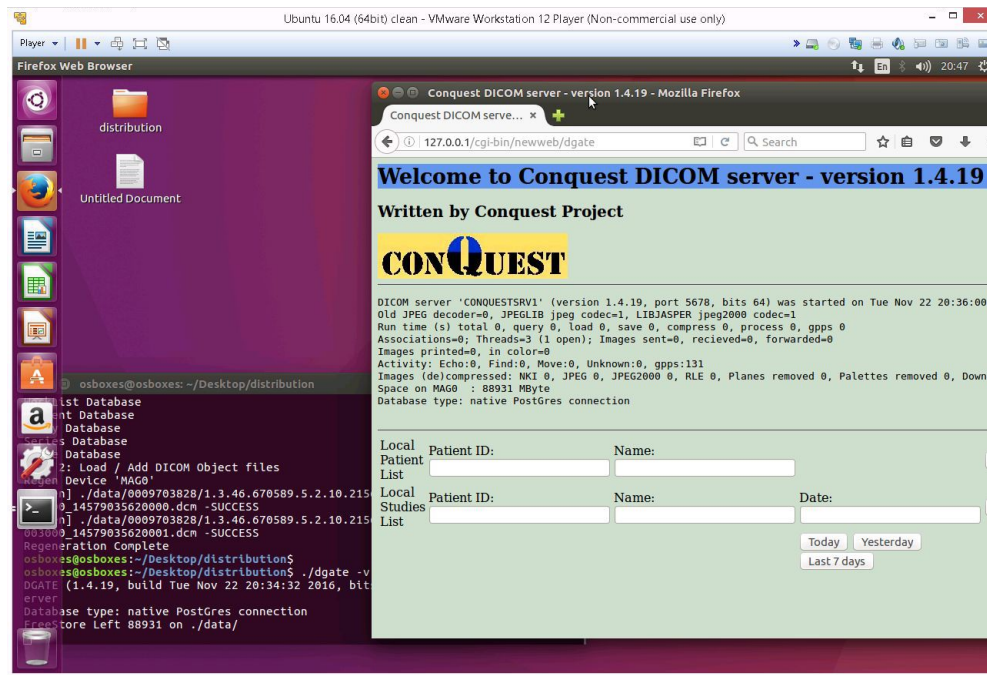 Ubuntu 16.04 (64bit) clean - VMware Workstation 12 Player (Non-commercial use only)
Player
Firefox Web Browser
En
20:47
distribution
Untitled Document
Conquest DICOM server - version 1.4.19 - Mozilla Firefox
Conquest DICOM serve... ×
127.0.0.1/cgi-bin/newweb/dgate
Search
Welcome to Conquest DICOM server - version 1.4.19
Written by Conquest Project
CONQUEST
DICOM server 'CONQUESTSRV1' (version 1.4.19, port 5678, bits 64) was started on Tue Nov 22 20:36:00
Old JPEG decoder=0, JPEGLIB jpeg codec=1, LIBJASPER jpeg2000 codec=1
Run time (s) total 0, query 0, load 0, save 0, compress 0, process 0, gpps 0
Associations=0; Threads=3 (1 open); Images sent=0, recieved=0, forwarded=0
Images printed=0, in color=0
Activity: Echo:0, Find:0, Move:0, Unknown:0, gpps:131
Images (de)compressed: NKI 0, JPEG 0, JPEG2000 0, RLE 0, Planes removed 0, Palettes removed 0, Down
Space on MAG0 : 88931 MByte
Database type: native PostGres connection
Local Patient List
Patient ID:
Name:
Local Studies List
Patient ID:
Name:
Date:
Today
Yesterday
Last 7 days
osboxes@osboxes: ~/Desktop/distribution
list Database
nt Database
Database
Series Database
Database
2: Load / Add DICOM Object files
Regen Device 'MAG0'
n] ./data/0009703828/1.3.46.670589.5.2.10.215
0_14579035620000.dcm -SUCCESS
n] ./data/0009703828/1.3.46.670589.5.2.10.215
003000_14579035620001.dcm -SUCCESS
Regeneration Complete
osboxes@osboxes:~/Desktop/distribution$
osboxes@osboxes:~/Desktop/distribution$ ./dgate -v
DGATE (1.4.19, build Tue Nov 22 20:34:32 2016, bit
erver
Database type: native PostGres connection
FreeStore Left 88931 on ./data/